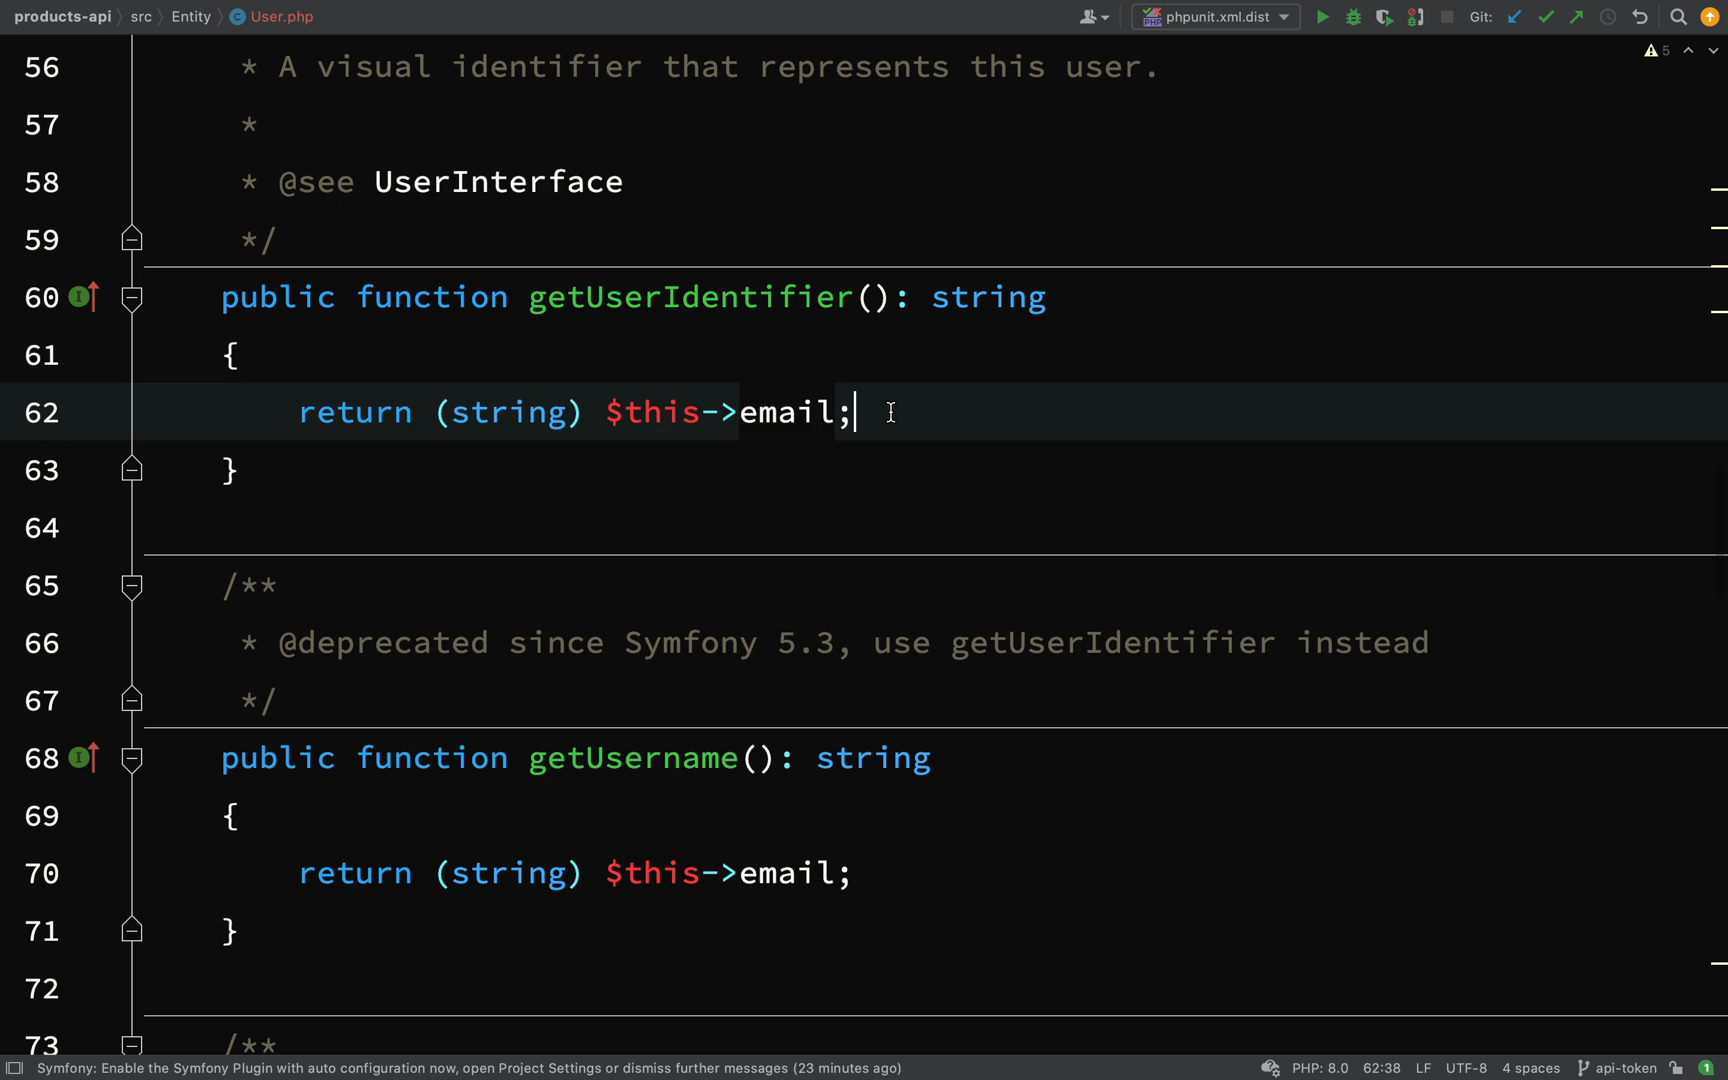 products-api src Entity User.php phpunit.xml.dist Git:
5
56 * A visual identifier that represents this user.
57 *
58 * @see UserInterface
59 */
60 public function getUserIdentifier(): string
61 {
62 return (string) $this->email;
63 }
64
65 /**
66 * @deprecated since Symfony 5.3, use getUserIdentifier instead
67 */
68 public function getUsername(): string
69 {
70 return (string) $this->email;
71 }
72
73 /**
Symfony: Enable the Symfony Plugin with auto configuration now, open Project Settings or dismiss further messages (23 minutes ago) PHP: 8.0 62:38 LF UTF-8 4 spaces api-token 1